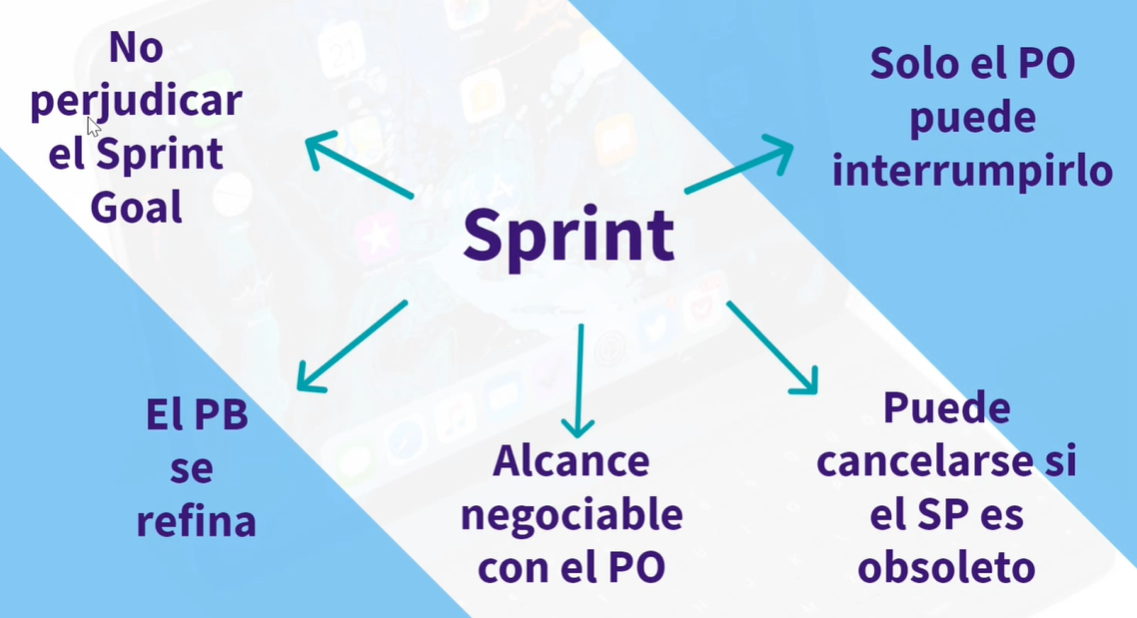 No
perjudicar
el Sprint
Goal
Solo el PO
puede
interrumpirlo
Sprint
El PB
se
refina
Alcance
negociable
con el PO
Puede
cancelarse si
el SP es
obsoleto